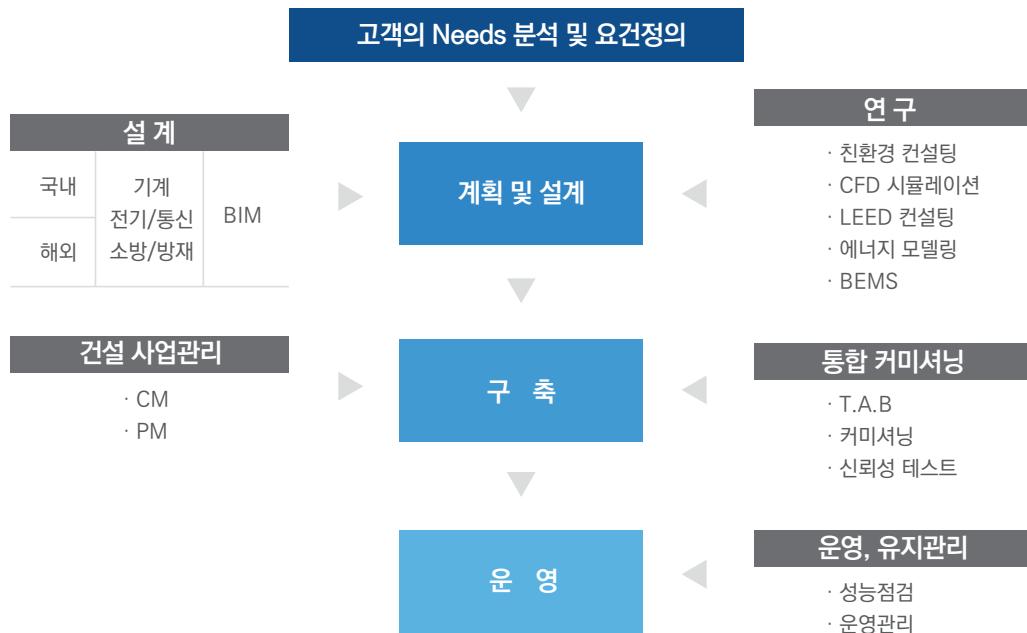 고객의 Needs 분석 및 요건정의
설 계
국내
해외
기계
전기/통신
소방/방재
BIM
계획 및 설계
연 구
· 친환경 컨설팅
· CFD 시뮬레이션
· LEED 컨설팅
· 에너지 모델링
· BEMS
건설 사업관리
· CM
· PM
구 축
통합 커미셔닝
· T.A.B
· 커미셔닝
· 신뢰성 테스트
운 영
운영, 유지관리
· 성능점검
· 운영관리